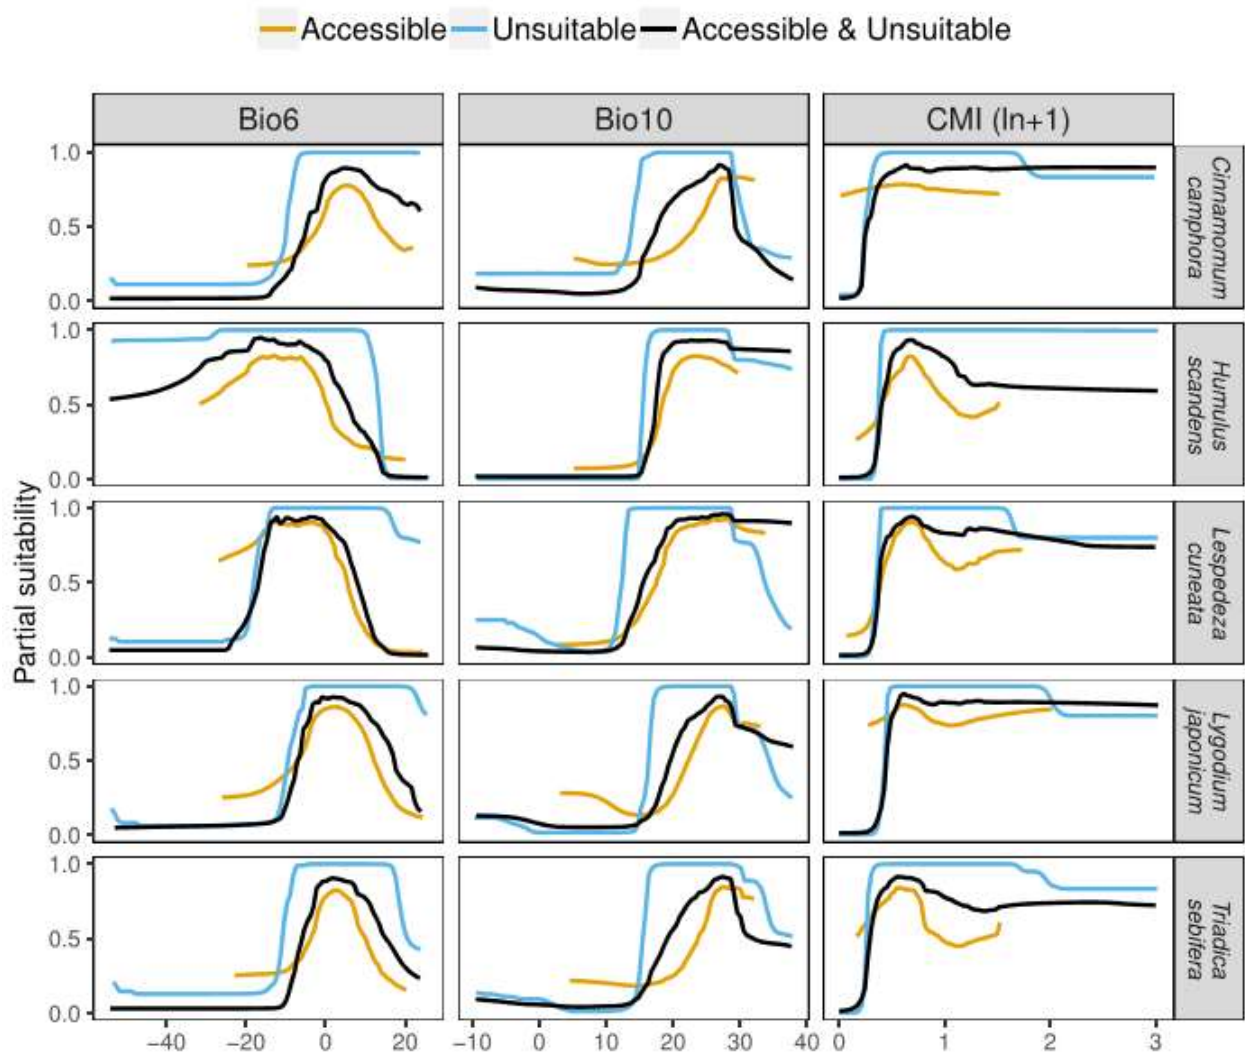 Accessible Unsuitable Accessible & Unsuitable
Bio6 Bio10 CMI (ln+1)
Partial suitability
1.0
0.5
0.0
Cinnamomum
camphora
1.0
0.5
0.0
Humulus
scandens
1.0
0.5
0.0
Lespedeza
cuneata
1.0
0.5
0.0
Lygodium
japonicum
1.0
0.5
0.0
Triadica
sebifera
−40 −20 0 20 −10 0 10 20 30 40 0 1 2 3